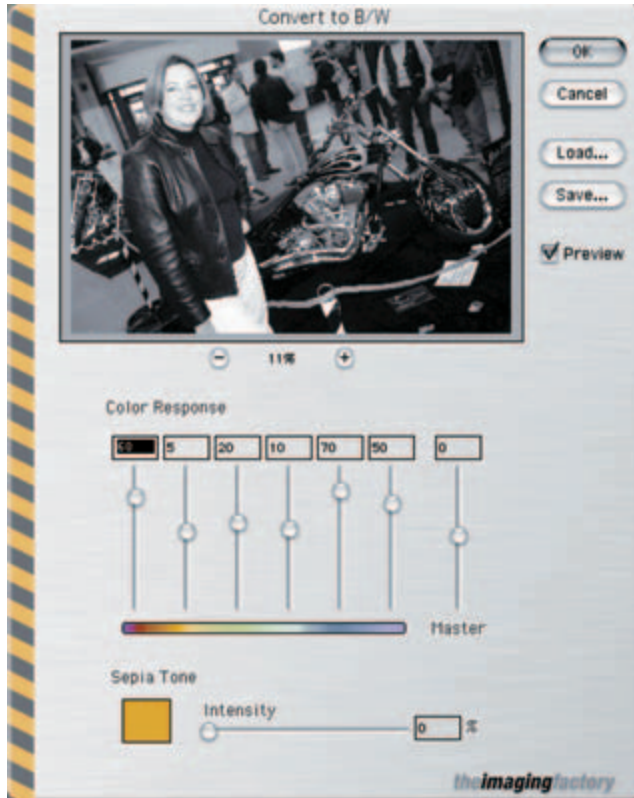 Convert to B/W
OK
Cancel
Load...
Save...
Preview
11%
Color Response
5 20 10 70 50 0
Master
Sepia Tone
Intensity
0 %
theimagingfactory